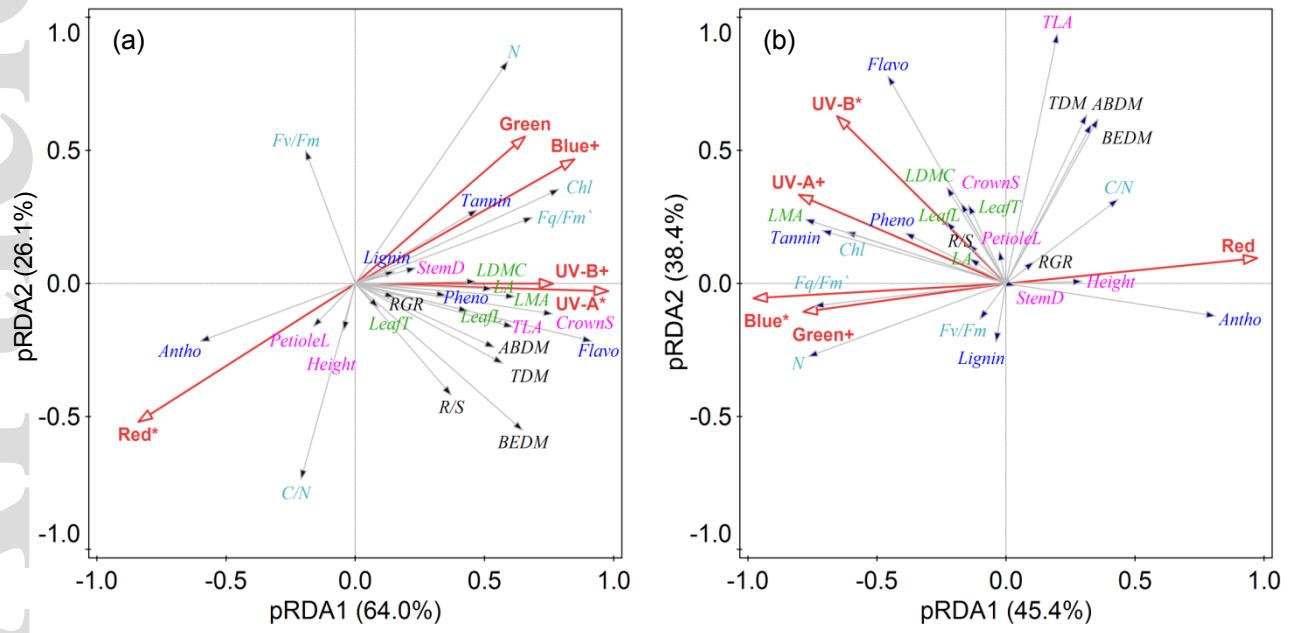 (a)
1.0
0.5
0.0
-0.5
-1.0
pRDA2 (26.1%)
N
Fv/Fm
Green
Blue+
Chl
Tannin
Fq/Fm`
Lignin
StemD
LDMC
UV-B+
LA
LMA
UV-A*
RGR
Pheno
LeafL
LeafT
TLA
CrownS
PetioleL
Antho
Height
ABDM
Flavo
TDM
R/S
Red*
BEDM
C/N
-1.0
-0.5
0.0
0.5
1.0
pRDA1 (64.0%)
(b)
1.0
0.5
0.0
-0.5
-1.0
pRDA2 (38.4%)
TLA
Flavo
UV-B*
TDM
ABDM
BEDM
LDMC
CrownS
UV-A+
C/N
LMA
LeafL
LeafT
Pheno
Tannin
Chl
R/S
PetioleL
LA
RGR
Red
Fq/Fm`
Height
StemD
Blue*
Green+
Fv/Fm
Antho
Lignin
N
-1.0
-0.5
0.0
0.5
1.0
pRDA1 (45.4%)